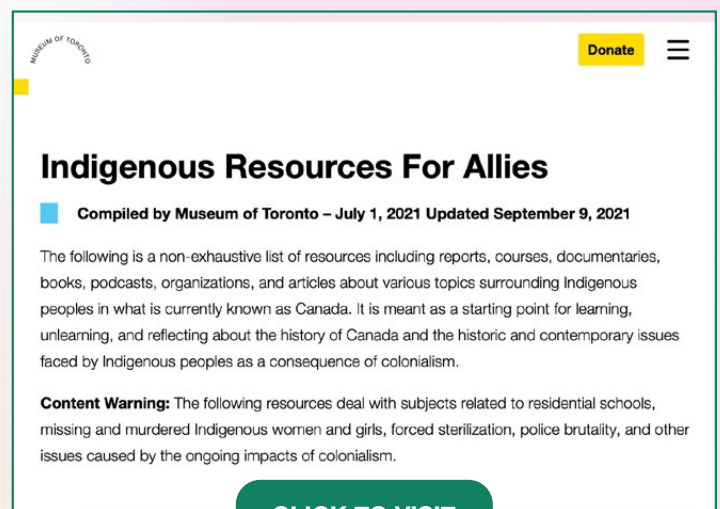 MUSEUM OF TORONTO
Donate
Indigenous Resources For Allies
Compiled by Museum of Toronto – July 1, 2021 Updated September 9, 2021
The following is a non-exhaustive list of resources including reports, courses, documentaries,
books, podcasts, organizations, and articles about various topics surrounding Indigenous
peoples in what is currently known as Canada. It is meant as a starting point for learning,
unlearning, and reflecting about the history of Canada and the historic and contemporary issues
faced by Indigenous peoples as a consequence of colonialism.
Content Warning: The following resources deal with subjects related to residential schools,
missing and murdered Indigenous women and girls, forced sterilization, police brutality, and other
issues caused by the ongoing impacts of colonialism.
CLICK TO VISIT